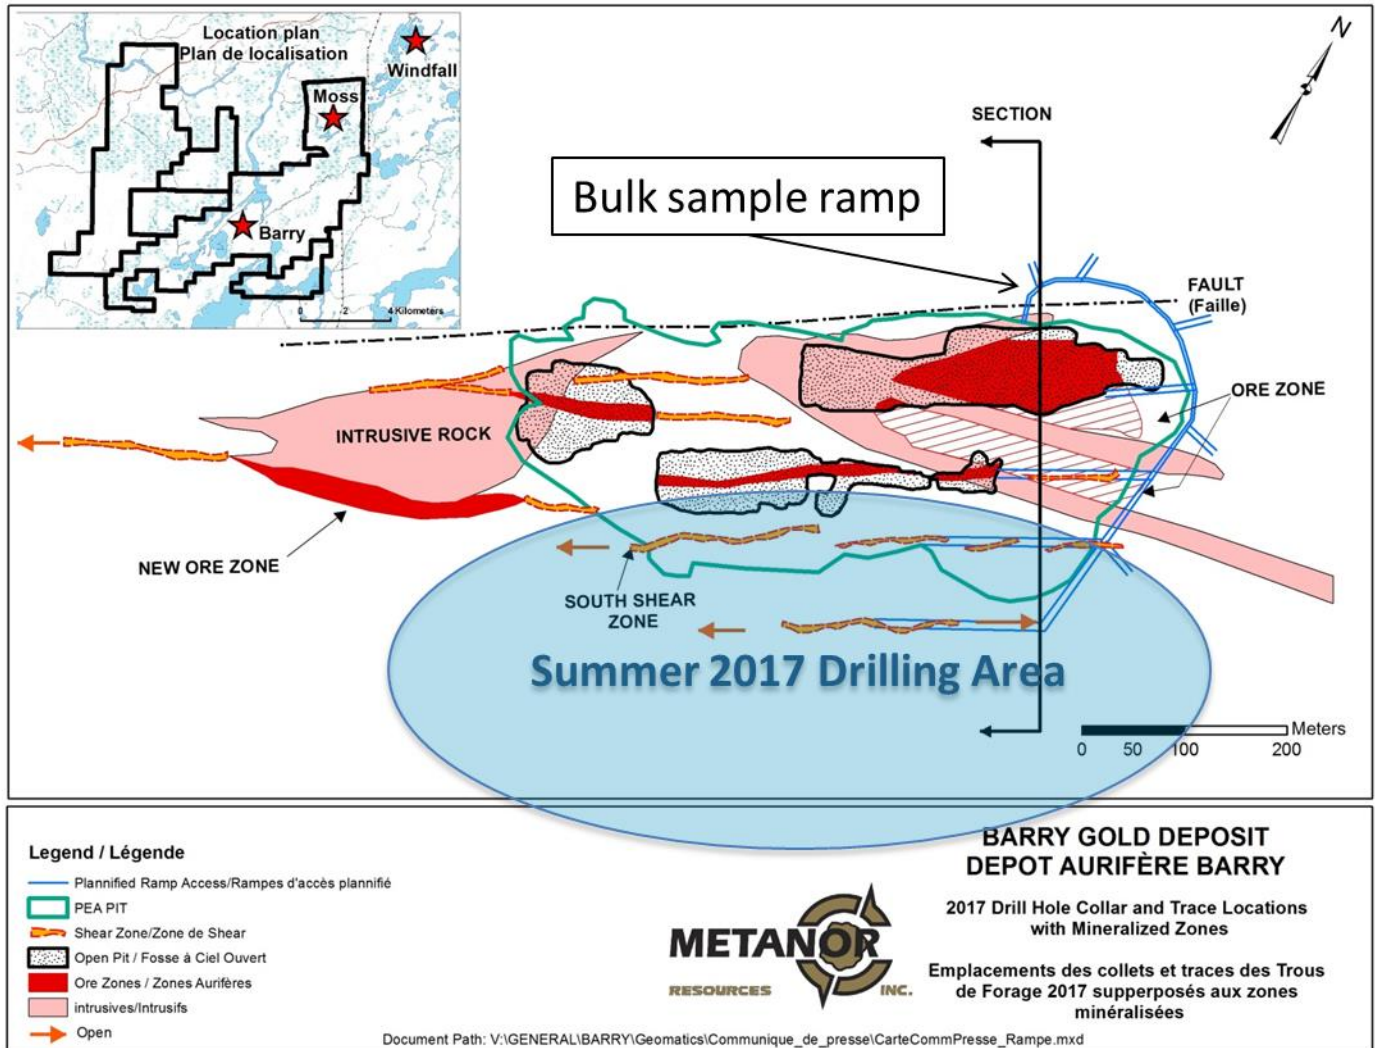 Location plan
Plan de localisation
Windfall
Moss
Barry
0 2 4 Kilometers
N
SECTION
Bulk sample ramp
FAULT
(Faille)
ORE ZONE
INTRUSIVE ROCK
NEW ORE ZONE
SOUTH SHEAR
ZONE
Summer 2017 Drilling Area
Meters
0 50 100 200
Legend / Légende
Plannified Ramp Access/Rampes d'accès plannifié
PEA PIT
Shear Zone/Zone de Shear
Open Pit / Fosse à Ciel Ouvert
Ore Zones / Zones Aurifères
intrusives/Intrusifs
Open
METANOR
RESOURCES INC.
BARRY GOLD DEPOSIT
DEPOT AURIFÈRE BARRY
2017 Drill Hole Collar and Trace Locations
with Mineralized Zones
Emplacements des collets et traces des Trous
de Forage 2017 supperposés aux zones
minéralisées
Document Path: V:\GENERAL\BARRY\Geomatics\Communique_de_presse\CarteCommPresse_Rampe.mxd